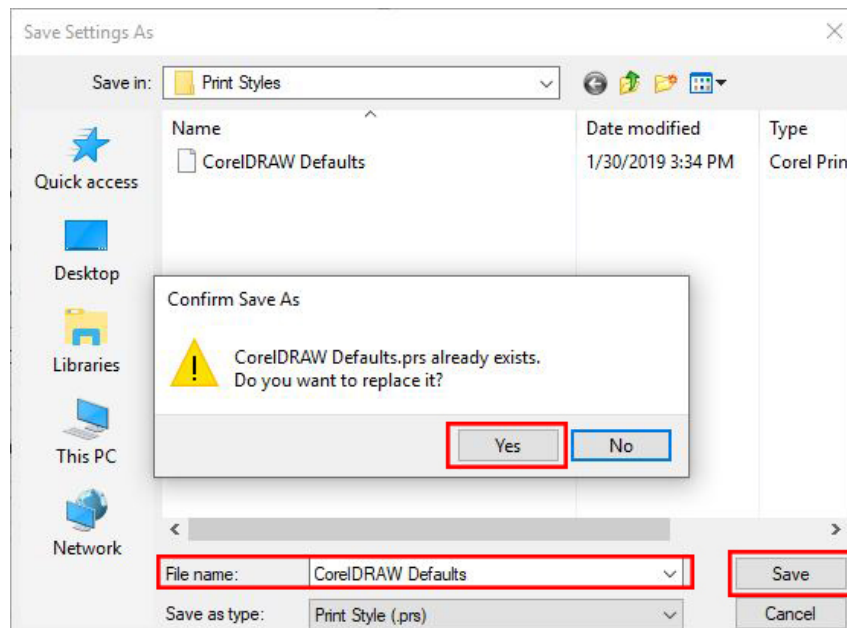 Save Settings As
Save in: Print Styles
Name Date modified Type
CorelDRAW Defaults 1/30/2019 3:34 PM Corel Prin
Quick access
Desktop
Libraries
This PC
Network
Confirm Save As
CorelDRAW Defaults.prs already exists.
Do you want to replace it?
Yes No
File name: CorelDRAW Defaults Save
Save as type: Print Style (.prs) Cancel